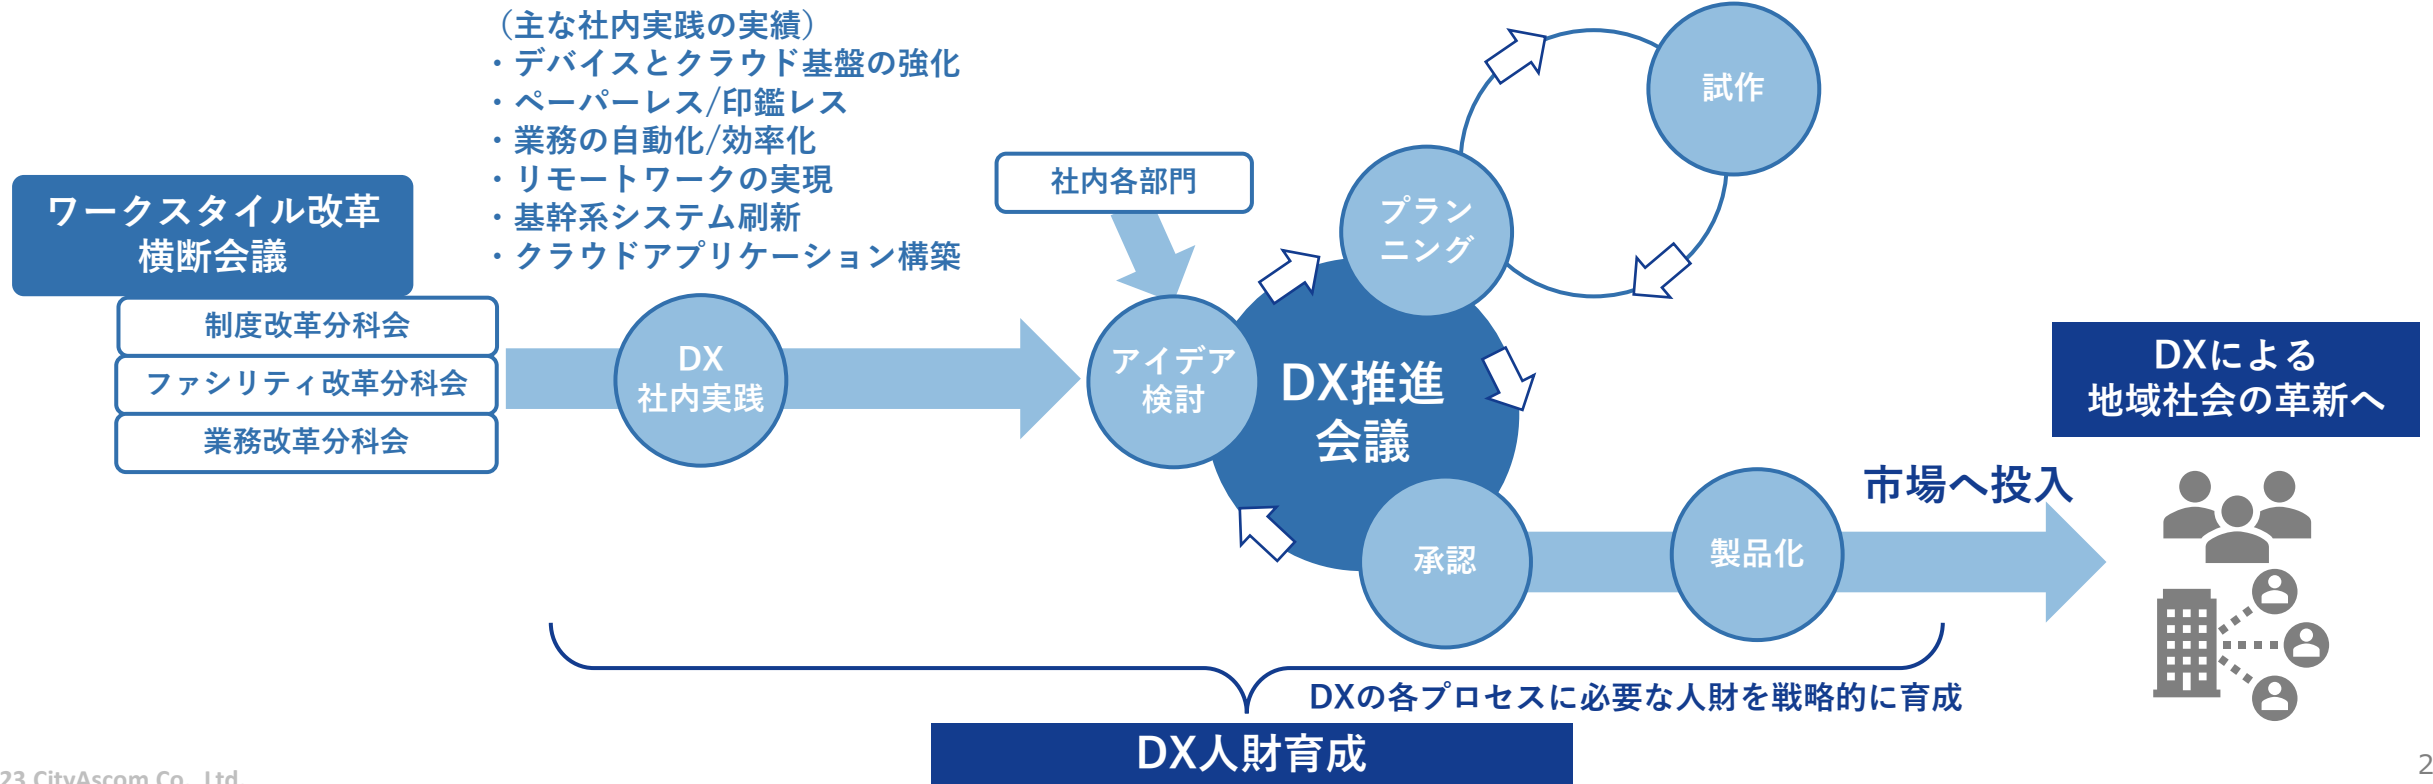 （主な社内実践の実績）
・デバイスとクラウド基盤の強化
・ペーパーレス/印鑑レス
・業務の自動化/効率化
・リモートワークの実現
・基幹系システム刷新
・クラウドアプリケーション構築
ワークスタイル改革
横断会議
制度改革分科会
ファシリティ改革分科会
業務改革分科会
DX
社内実践
社内各部門
アイデア
検討
DX推進
会議
プラン
ニング
試作
承認
製品化
市場へ投入
DXによる
地域社会の革新へ
DXの各プロセスに必要な人財を戦略的に育成
DX人財育成
23 CityAscom Co., Ltd
2